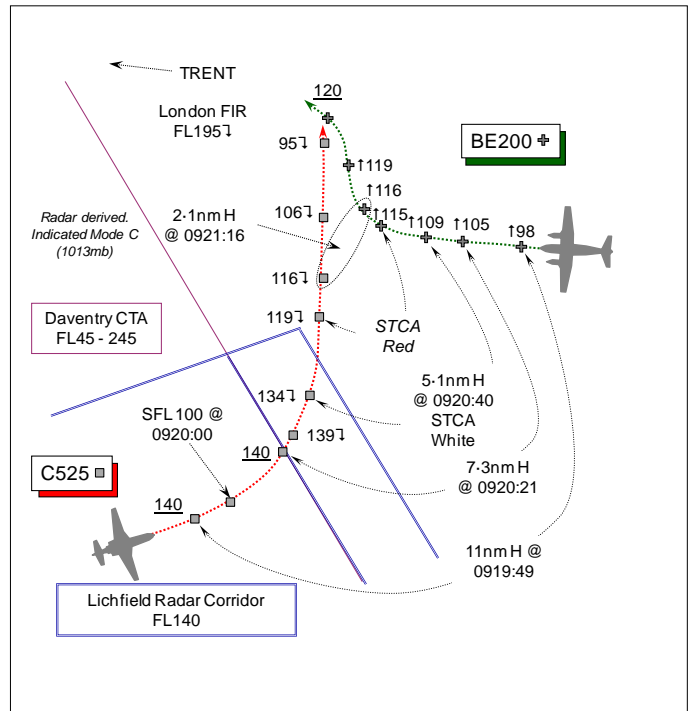 TRENT
London FIR
FL195↴
120
BE200
95↴
↑119
↑116
106↴
↑115
↑109
↑105
↑98
Radar derived.
Indicated Mode C
(1013mb)
2·1nm H
@ 0921:16
116↴
119↴
STCA
Red
Daventry CTA
FL45 - 245
5·1nm H
@ 0920:40
STCA
White
134↴
SFL100 @
0920:00
139↴
140
7·3nm H
@ 0920:21
C525
140
11nm H @
0919:49
Lichfield Radar Corridor
FL140